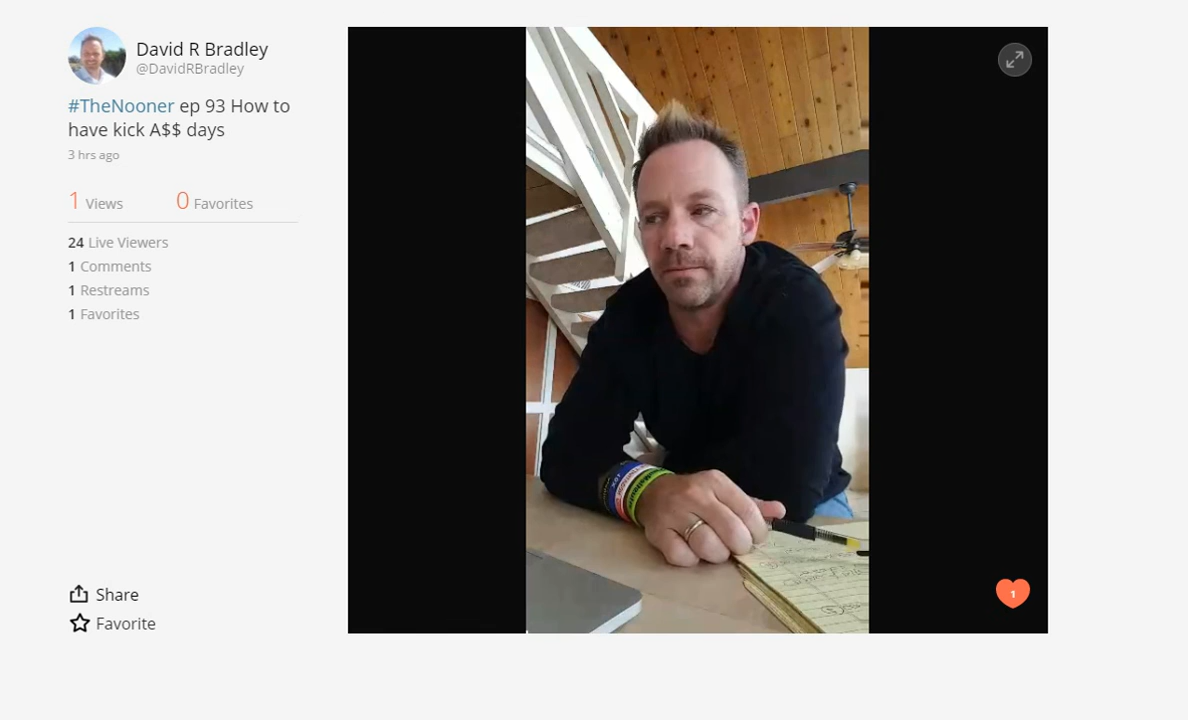 David R Bradley
@DavidRBradley
#TheNooner ep 93 How to
have kick A$$ days
3 hrs ago
1 Views 0 Favorites
24 Live Viewers
1 Comments
1 Restreams
1 Favorites
Share
Favorite
1